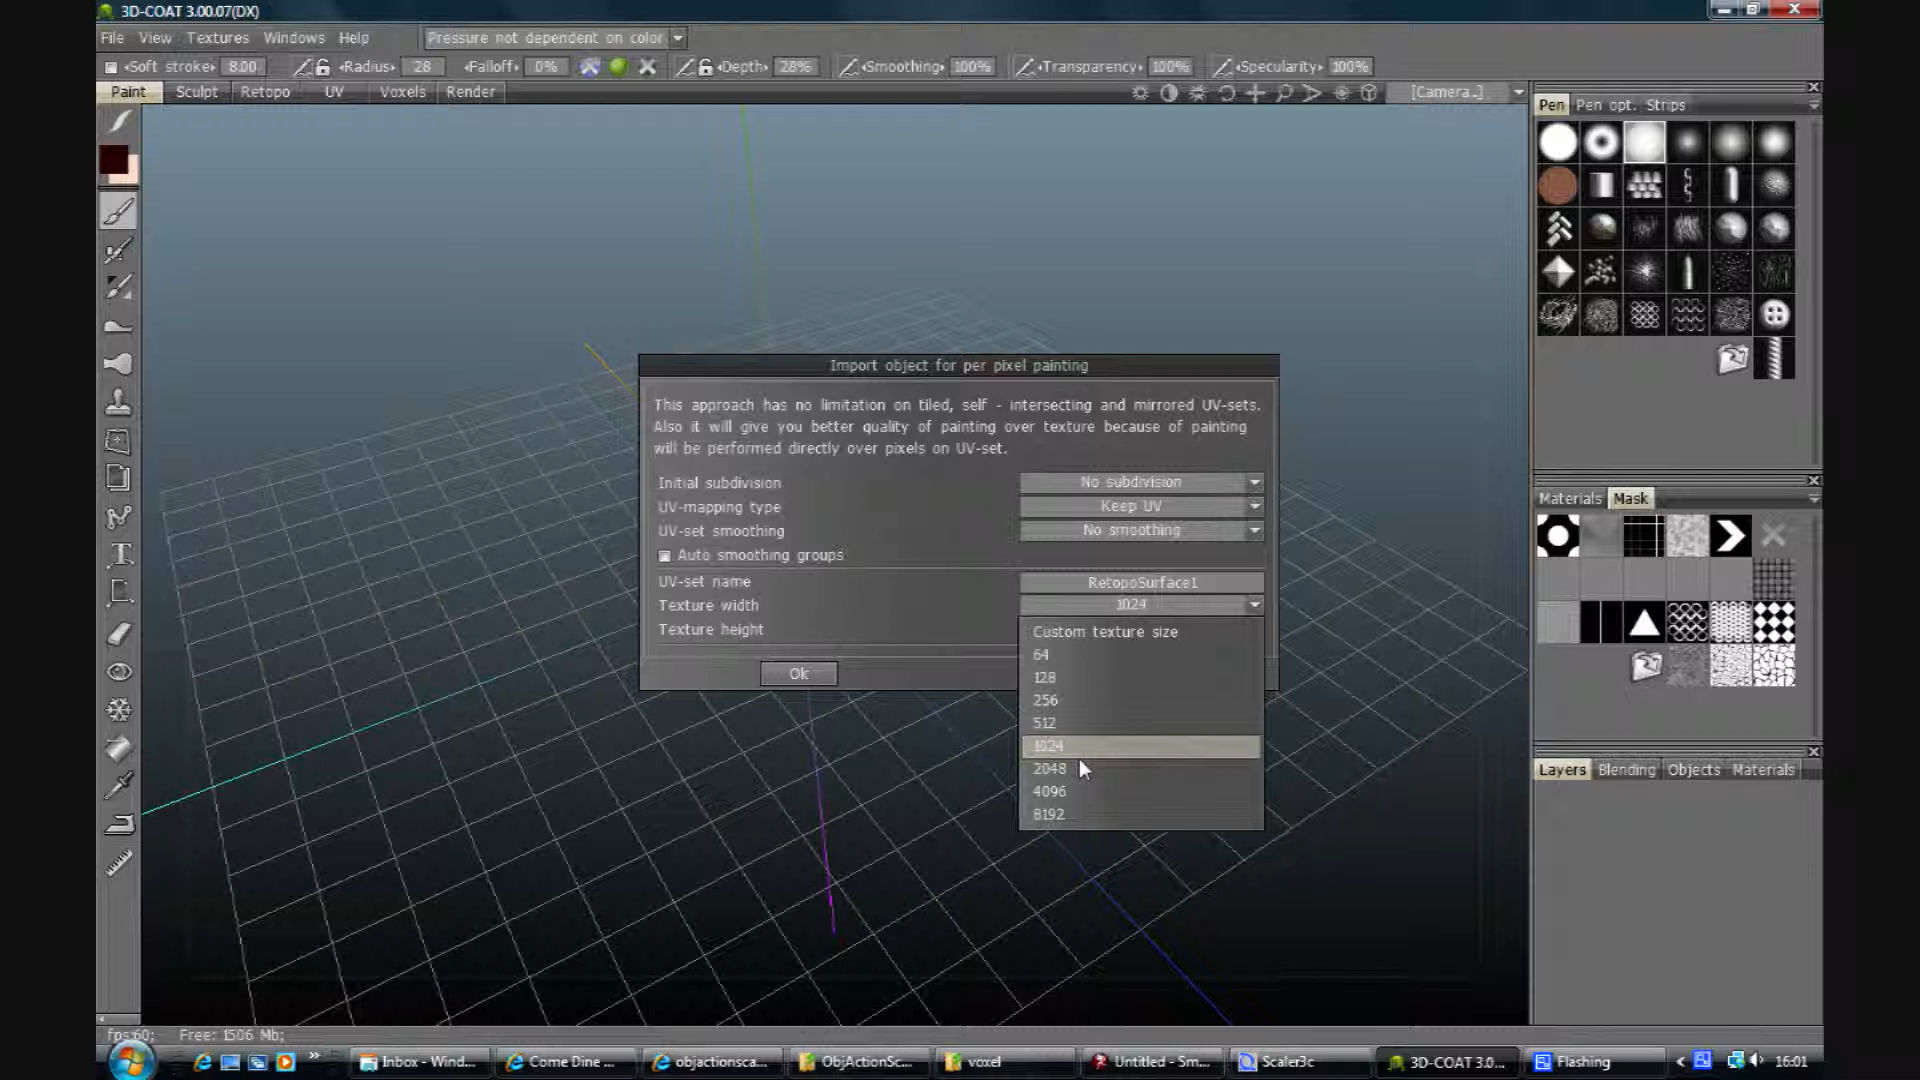 3D-COAT 3.00.07(DX)
File View Textures Windows Help Pressure not dependent on color
Soft stroke 8.00 Radius 28 Falloff 0% Depth 28% Smoothing 100% Transparency 100% Specularity 100%
Paint Sculpt Retopo UV Voxels Render [Camera..]
Pen Pen opt. Strips
Import object for per pixel painting
This approach has no limitation on tiled, self - intersecting and mirrored UV-sets.
Also it will give you better quality of painting over texture because of painting
will be performed directly over pixels on UV-set.
Initial subdivision No subdivision
UV-mapping type Keep UV
UV-set smoothing No smoothing
Auto smoothing groups
UV-set name RetopoSurface1
Texture width 1024
Texture height
Ok
Custom texture size
64
128
256
512
1024
2048
4096
8192
Materials Mask
Layers Blending Objects Materials
fps:60; Free: 1506 Mb;
Inbox - Wind... Come Dine ... objactionsca... ObjActionSc... voxel Untitled - Sm... Scaler3c 3D-COAT 3.0... Flashing 16:01